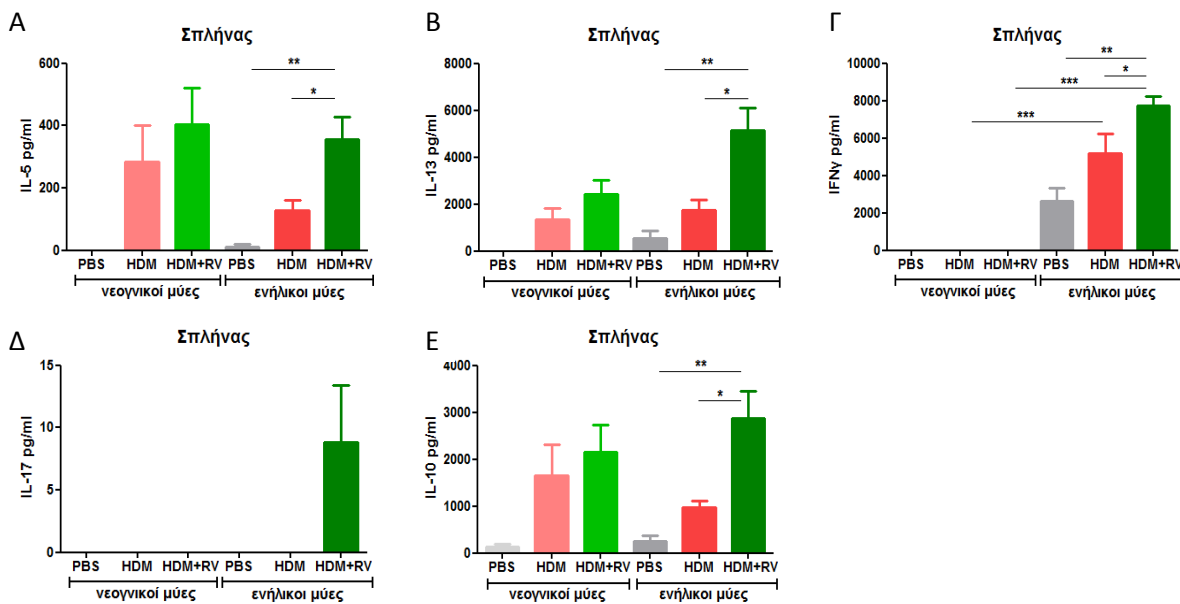 Α
Σπλήνας
IL-5 pg/ml
600
400
200
0
**
*
PBS HDM HDM+RV PBS HDM HDM+RV
νεογνικοί μύες ενήλικοι μύες
Β
Σπλήνας
IL-13 pg/ml
8000
6000
4000
2000
0
**
*
PBS HDM HDM+RV PBS HDM HDM+RV
νεογνικοί μύες ενήλικοι μύες
Γ
Σπλήνας
IFNγ pg/ml
10000
8000
6000
4000
2000
0
**
*
***
***
PBS HDM HDM+RV PBS HDM HDM+RV
νεογνικοί μύες ενήλικοι μύες
Δ
Σπλήνας
IL-17 pg/ml
15
10
5
0
PBS HDM HDM+RV PBS HDM HDM+RV
νεογνικοί μύες ενήλικοι μύες
Ε
Σπλήνας
IL-10 pg/ml
4000
3000
2000
1000
0
**
*
PBS HDM HDM+RV PBS HDM HDM+RV
νεογνικοί μύες ενήλικοι μύες